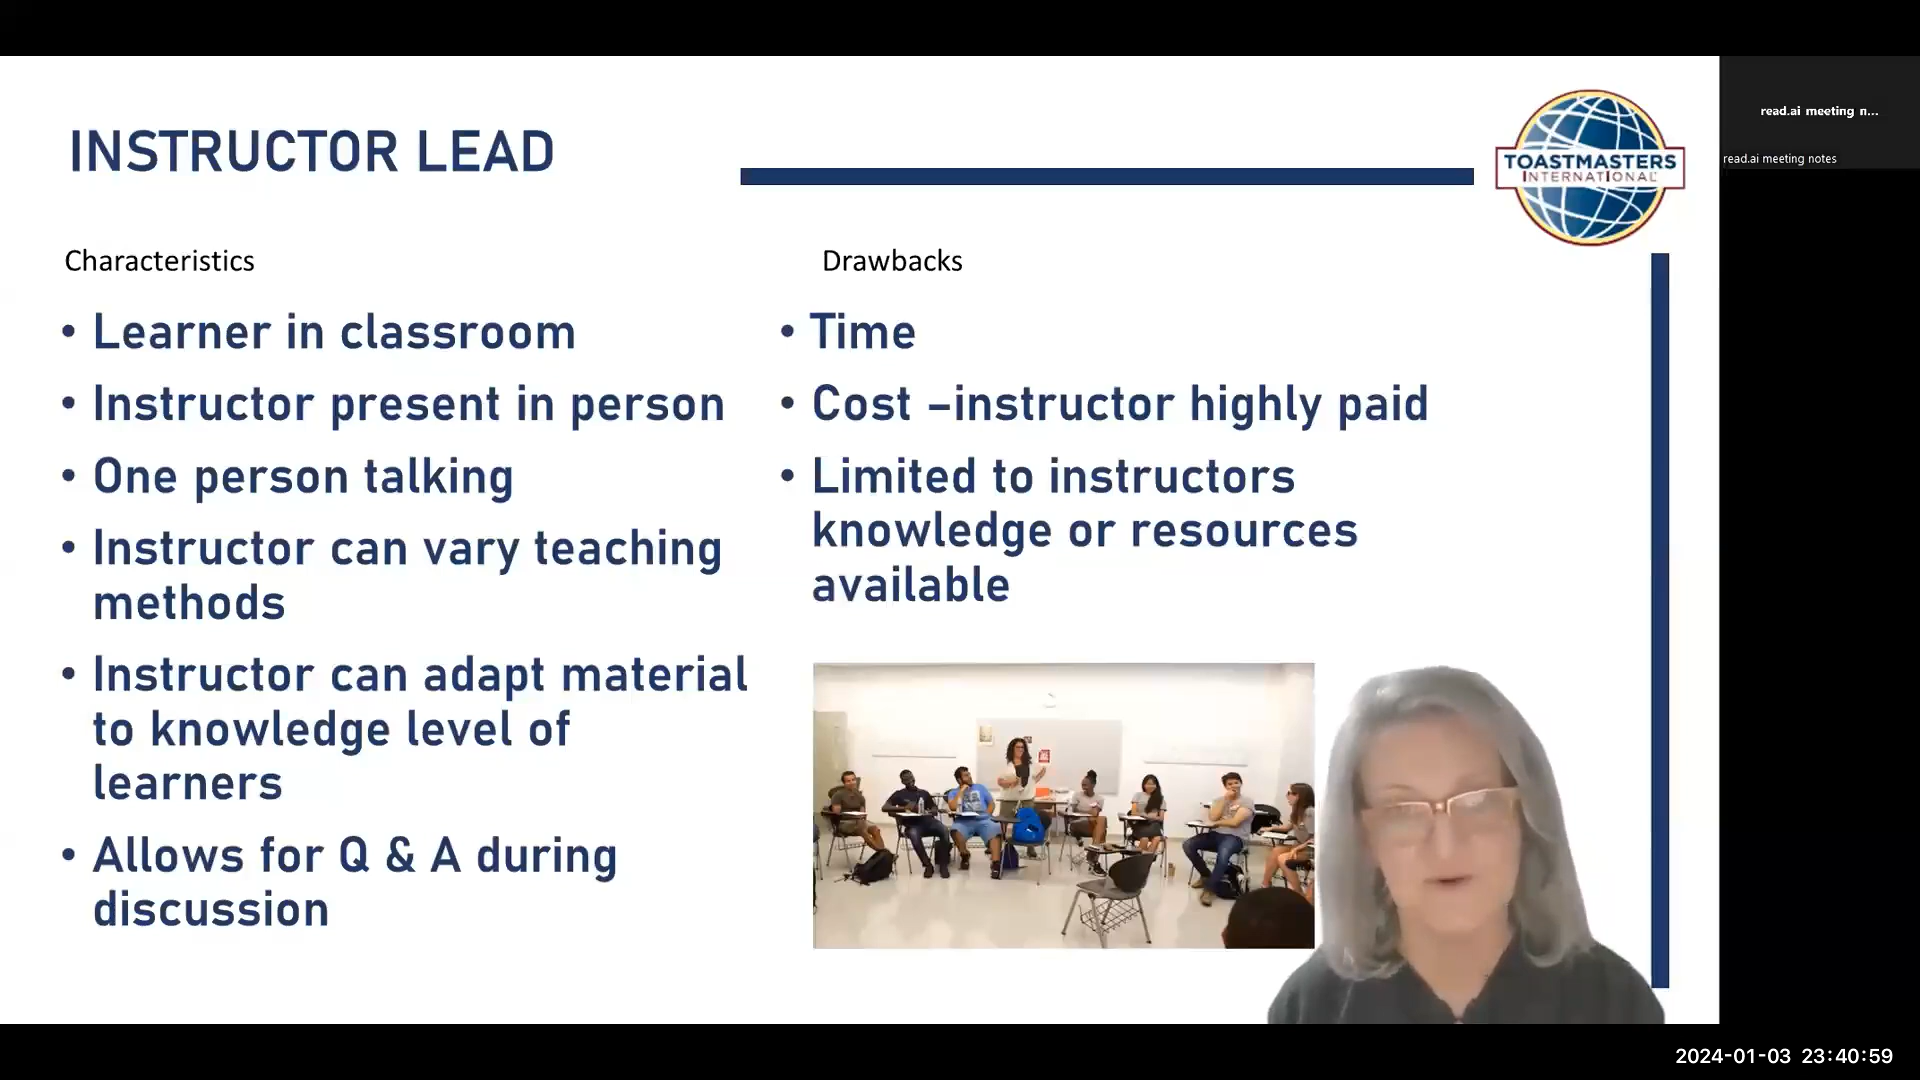 INSTRUCTOR LEAD
TOASTMASTERS
INTERNATIONAL
read.ai meeting n...
read.ai meeting notes
Characteristics
• Learner in classroom
• Instructor present in person
• One person talking
• Instructor can vary teaching
methods
• Instructor can adapt material
to knowledge level of
learners
• Allows for Q & A during
discussion
Drawbacks
• Time
• Cost –instructor highly paid
• Limited to instructors
knowledge or resources
available
2024-01-03 23:40:59